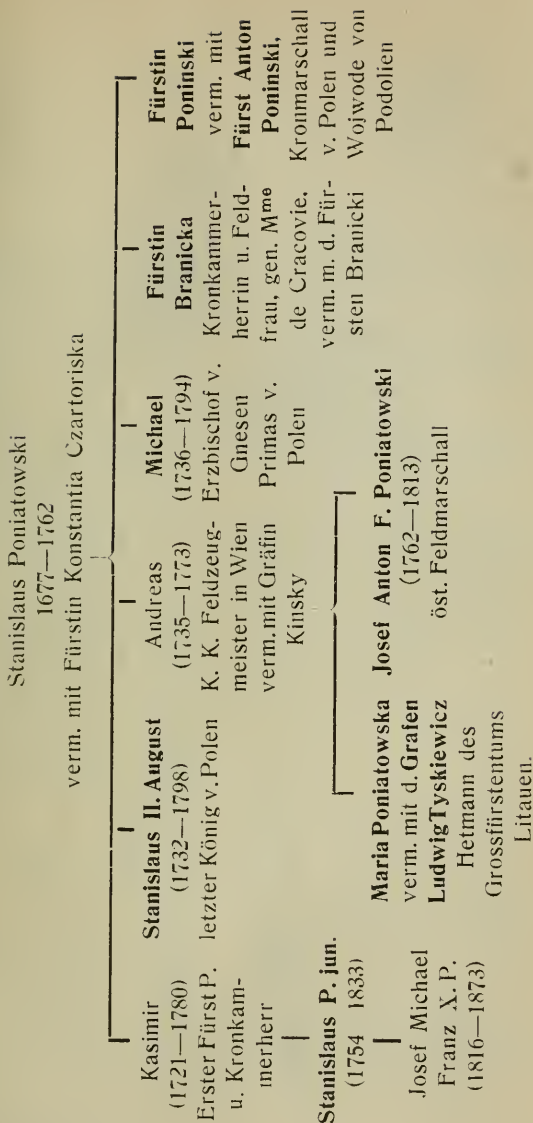 Stanislaus Poniatowski
1677—1762
verm. mit Fürstin Konstantia Czartoriska
Kasimir
(1721—1780)
Erster Fürst P.
u. Kronkam-
merherr
Stanislaus II. August
(1732—1798)
letzter König v. Polen
Andreas
(1735—1773)
K. K. Feldzeug-
meister in Wien
verm. mit Gräfin
Kinsky
Michael
(1736—1794)
Erzbischof v.
Gnesen
Primas v.
Polen
Fürstin
Branicka
Kronkammer-
herrin u. Feld-
frau, gen. Mme
de Cracovie,
verm. m. d. Für-
sten Branicki
Fürstin
Poninski
verm. mit
Fürst Anton
Poninski,
Kronmarschall
v. Polen und
Wojwode von
Podolien
Stanislaus P. jun.
(1754 1833)
Josef Michael
Franz X. P.
(1816—1873)
Maria Poniatowska
verm. mit d. Grafen
Ludwig Tyskiewicz
Hetmann des
Grossfürstentums
Litauen.
Josef Anton F. Poniatowski
(1762—1813)
öst. Feldmarschall